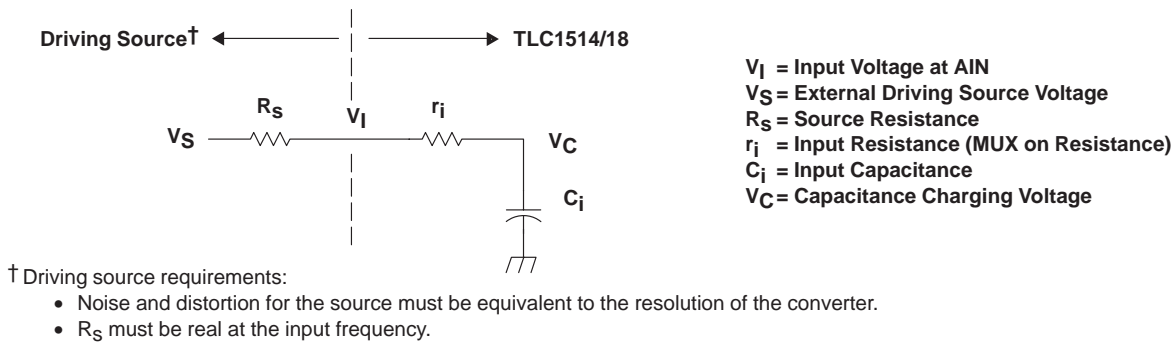 Driving Source† TLC1514/18
VI = Input Voltage at AIN
VS = External Driving Source Voltage
Rs = Source Resistance
ri = Input Resistance (MUX on Resistance)
Ci = Input Capacitance
VC = Capacitance Charging Voltage
Rs VI ri
VS VC
Ci
† Driving source requirements:
• Noise and distortion for the source must be equivalent to the resolution of the converter.
• Rs must be real at the input frequency.